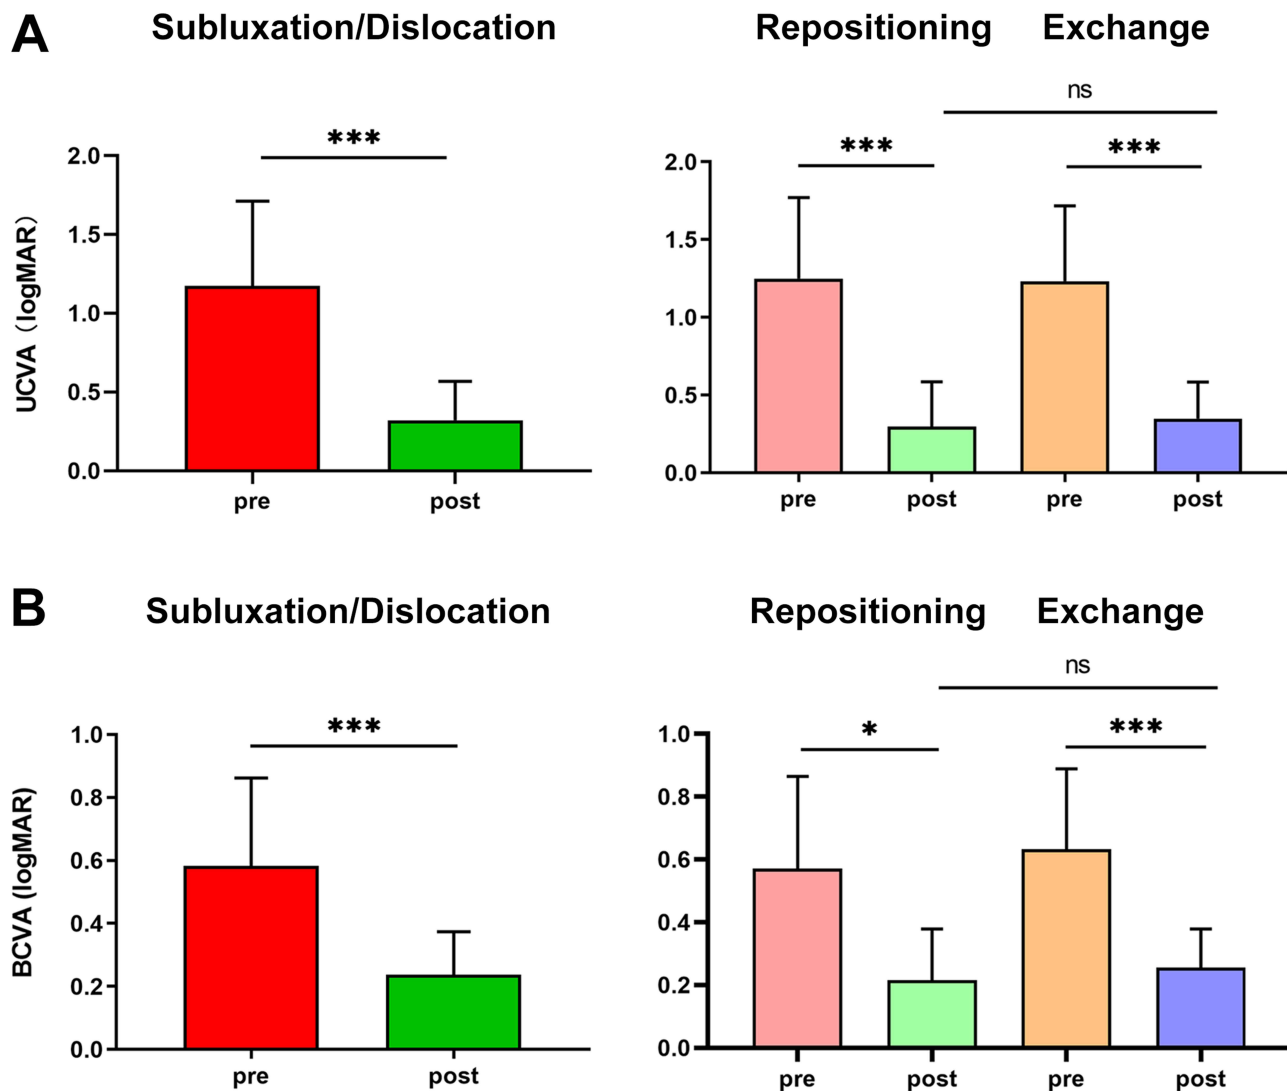 A
Subluxation/Dislocation
Repositioning Exchange
ns
***
***
***
2.0
1.5
1.0
0.5
0.0
UCVA（logMAR）
pre post
2.0
1.5
1.0
0.5
0.0
pre post pre post
B
Subluxation/Dislocation
Repositioning Exchange
ns
***
*
***
1.0
0.8
0.6
0.4
0.2
0.0
BCVA (logMAR)
pre post
1.0
0.8
0.6
0.4
0.2
0.0
pre post pre post